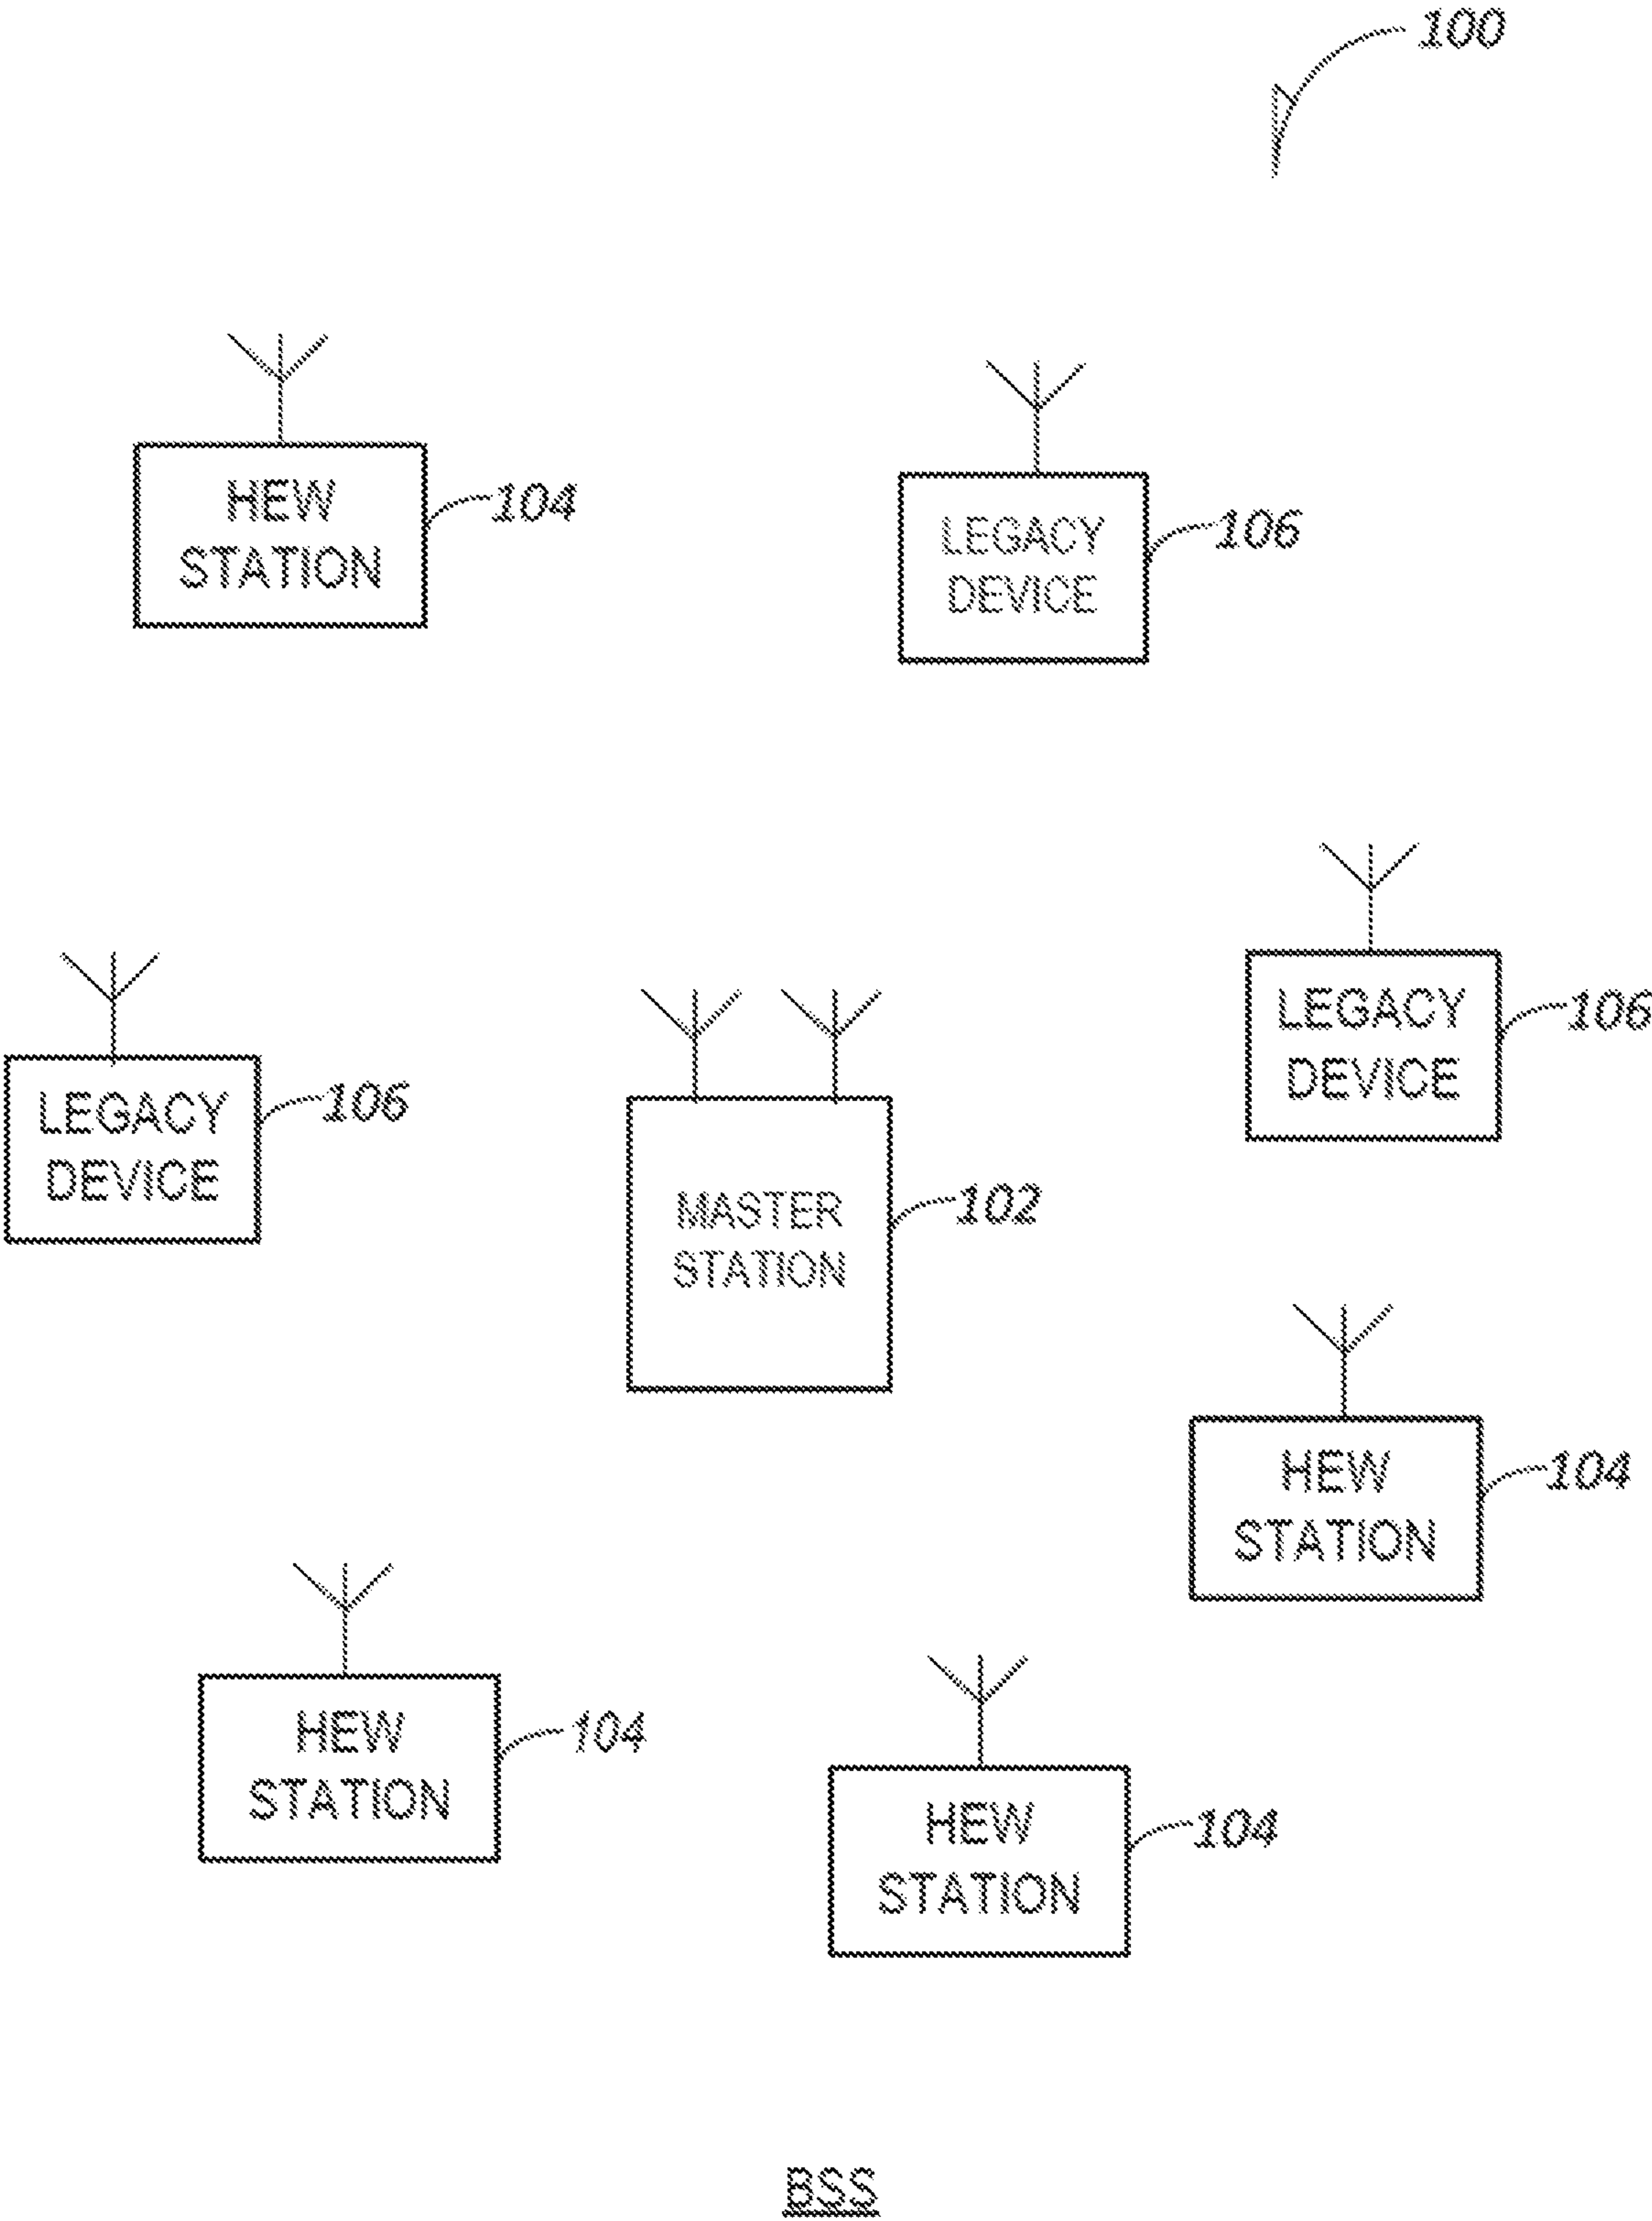 100
HEW
STATION
104
LEGACY
DEVICE
106
LEGACY
DEVICE
106
LEGACY
DEVICE
106
MASTER
STATION
102
HEW
STATION
104
HEW
STATION
104
HEW
STATION
104
BSS